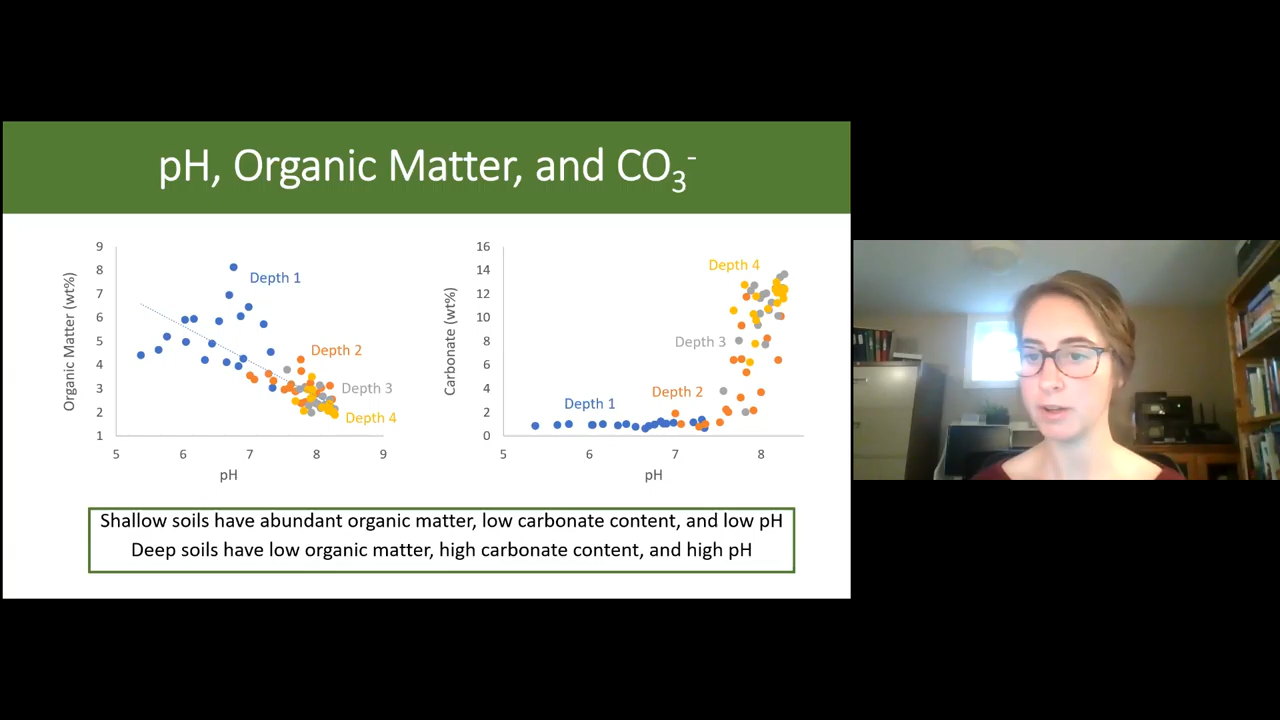 pH, Organic Matter, and CO₃⁻
9
8
7
6
5
4
3
2
1
Organic Matter (wt%)
Depth 1
Depth 2
Depth 3
Depth 4
5 6 7 8 9
pH
16
14
12
10
8
6
4
2
0
Carbonate (wt%)
Depth 4
Depth 3
Depth 2
Depth 1
5 6 7 8
pH
Shallow soils have abundant organic matter, low carbonate content, and low pH
Deep soils have low organic matter, high carbonate content, and high pH